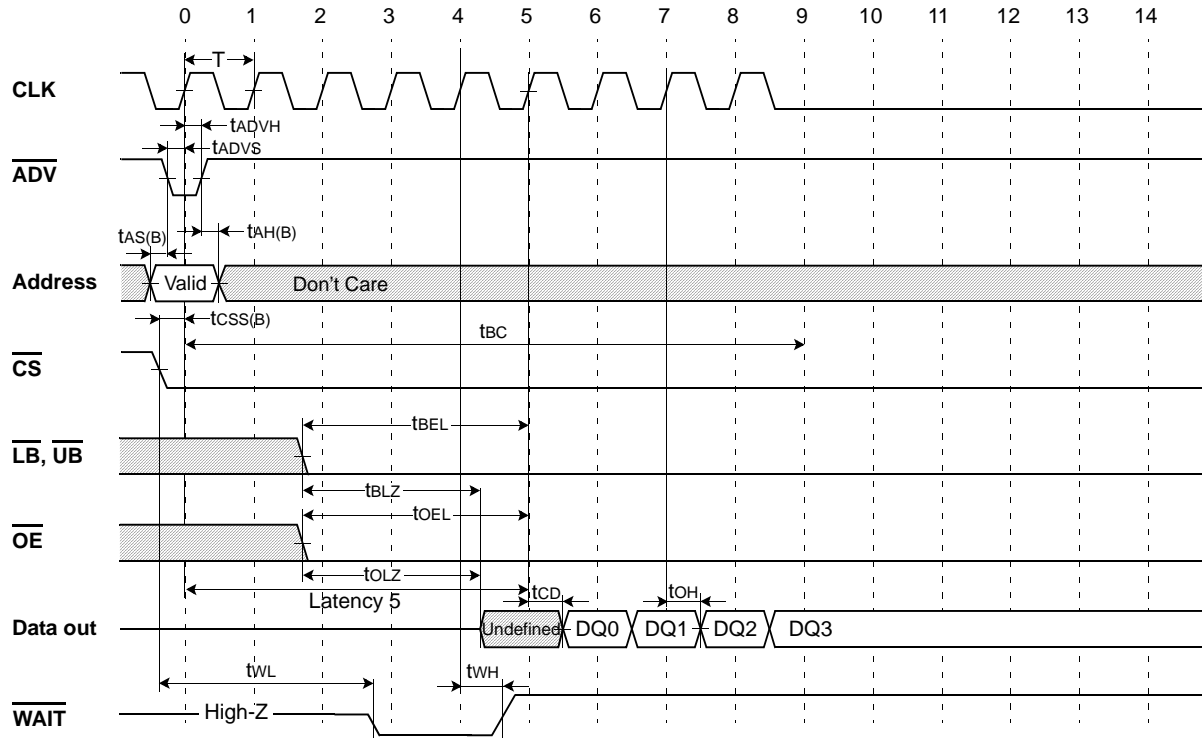 0 1 2 3 4 5 6 7 8 9 10 11 12 13 14
T
CLK
tADVH
tADVS
ADV
tAS(B) tAH(B)
Address Valid Don't Care
tCSS(B)
tBC
CS
tBEL
LB, UB
tBLZ
tOEL
OE
tOLZ
Latency 5 tCD tOH
Data out Undefined DQ0 DQ1 DQ2 DQ3
tWL tWH
WAIT High-Z